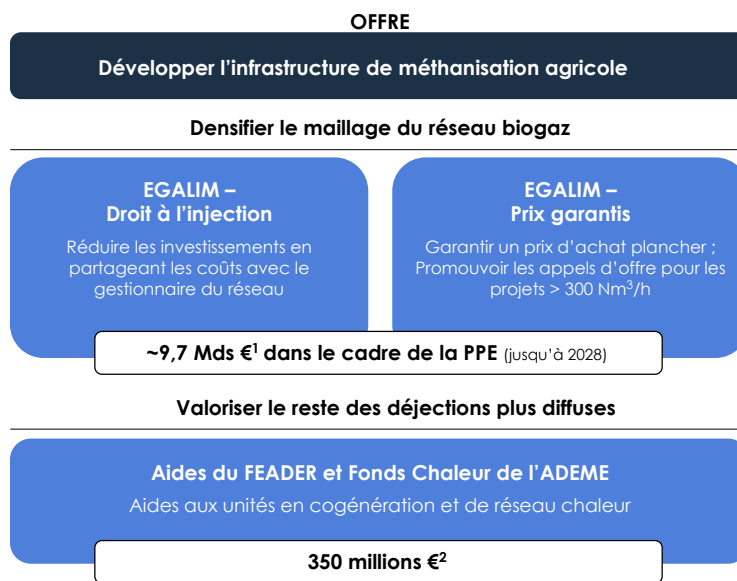 OFFRE
Développer l'infrastructure de méthanisation agricole
Densifier le maillage du réseau biogaz
EGALIM –
Droit à l'injection
Réduire les investissements en
partageant les coûts avec le
gestionnaire du réseau
EGALIM –
Prix garantis
Garantir un prix d'achat plancher ;
Promouvoir les appels d'offre pour les
projets > 300 Nm³/h
~9,7 Mds €¹ dans le cadre de la PPE (jusqu'à 2028)
Valoriser le reste des déjections plus diffuses
Aides du FEADER et Fonds Chaleur de l'ADEME
Aides aux unités en cogénération et de réseau chaleur
350 millions €²